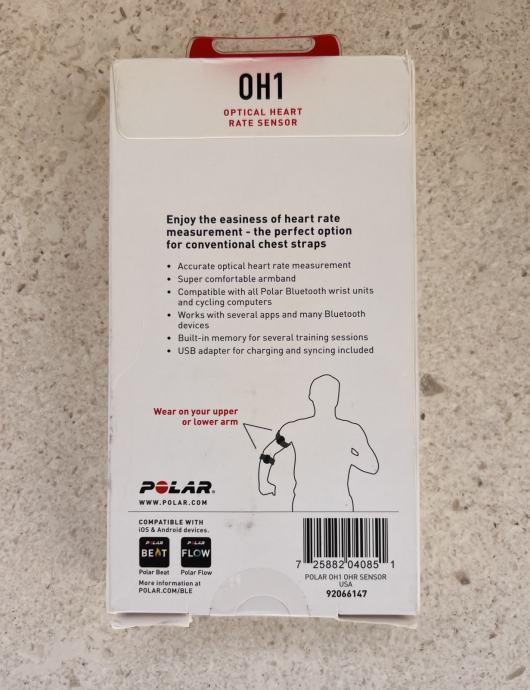 OH1
OPTICAL HEART
RATE SENSOR
Enjoy the easiness of heart rate
measurement - the perfect option
for conventional chest straps
• Accurate optical heart rate measurement
• Super comfortable armband
• Compatible with all Polar Bluetooth wrist units
and cycling computers
• Works with several apps and many Bluetooth
devices
• Built-in memory for several training sessions
• USB adapter for charging and syncing included
Wear on your upper
or lower arm
POLAR®
WWW.POLAR.COM
COMPATIBLE WITH
iOS & Android devices.
POLAR BEAT
POLAR FLOW
Polar Beat
Polar Flow
More information at
POLAR.COM/BLE
7 25882 04085 1
POLAR OH1 OHR SENSOR
USA
92066147